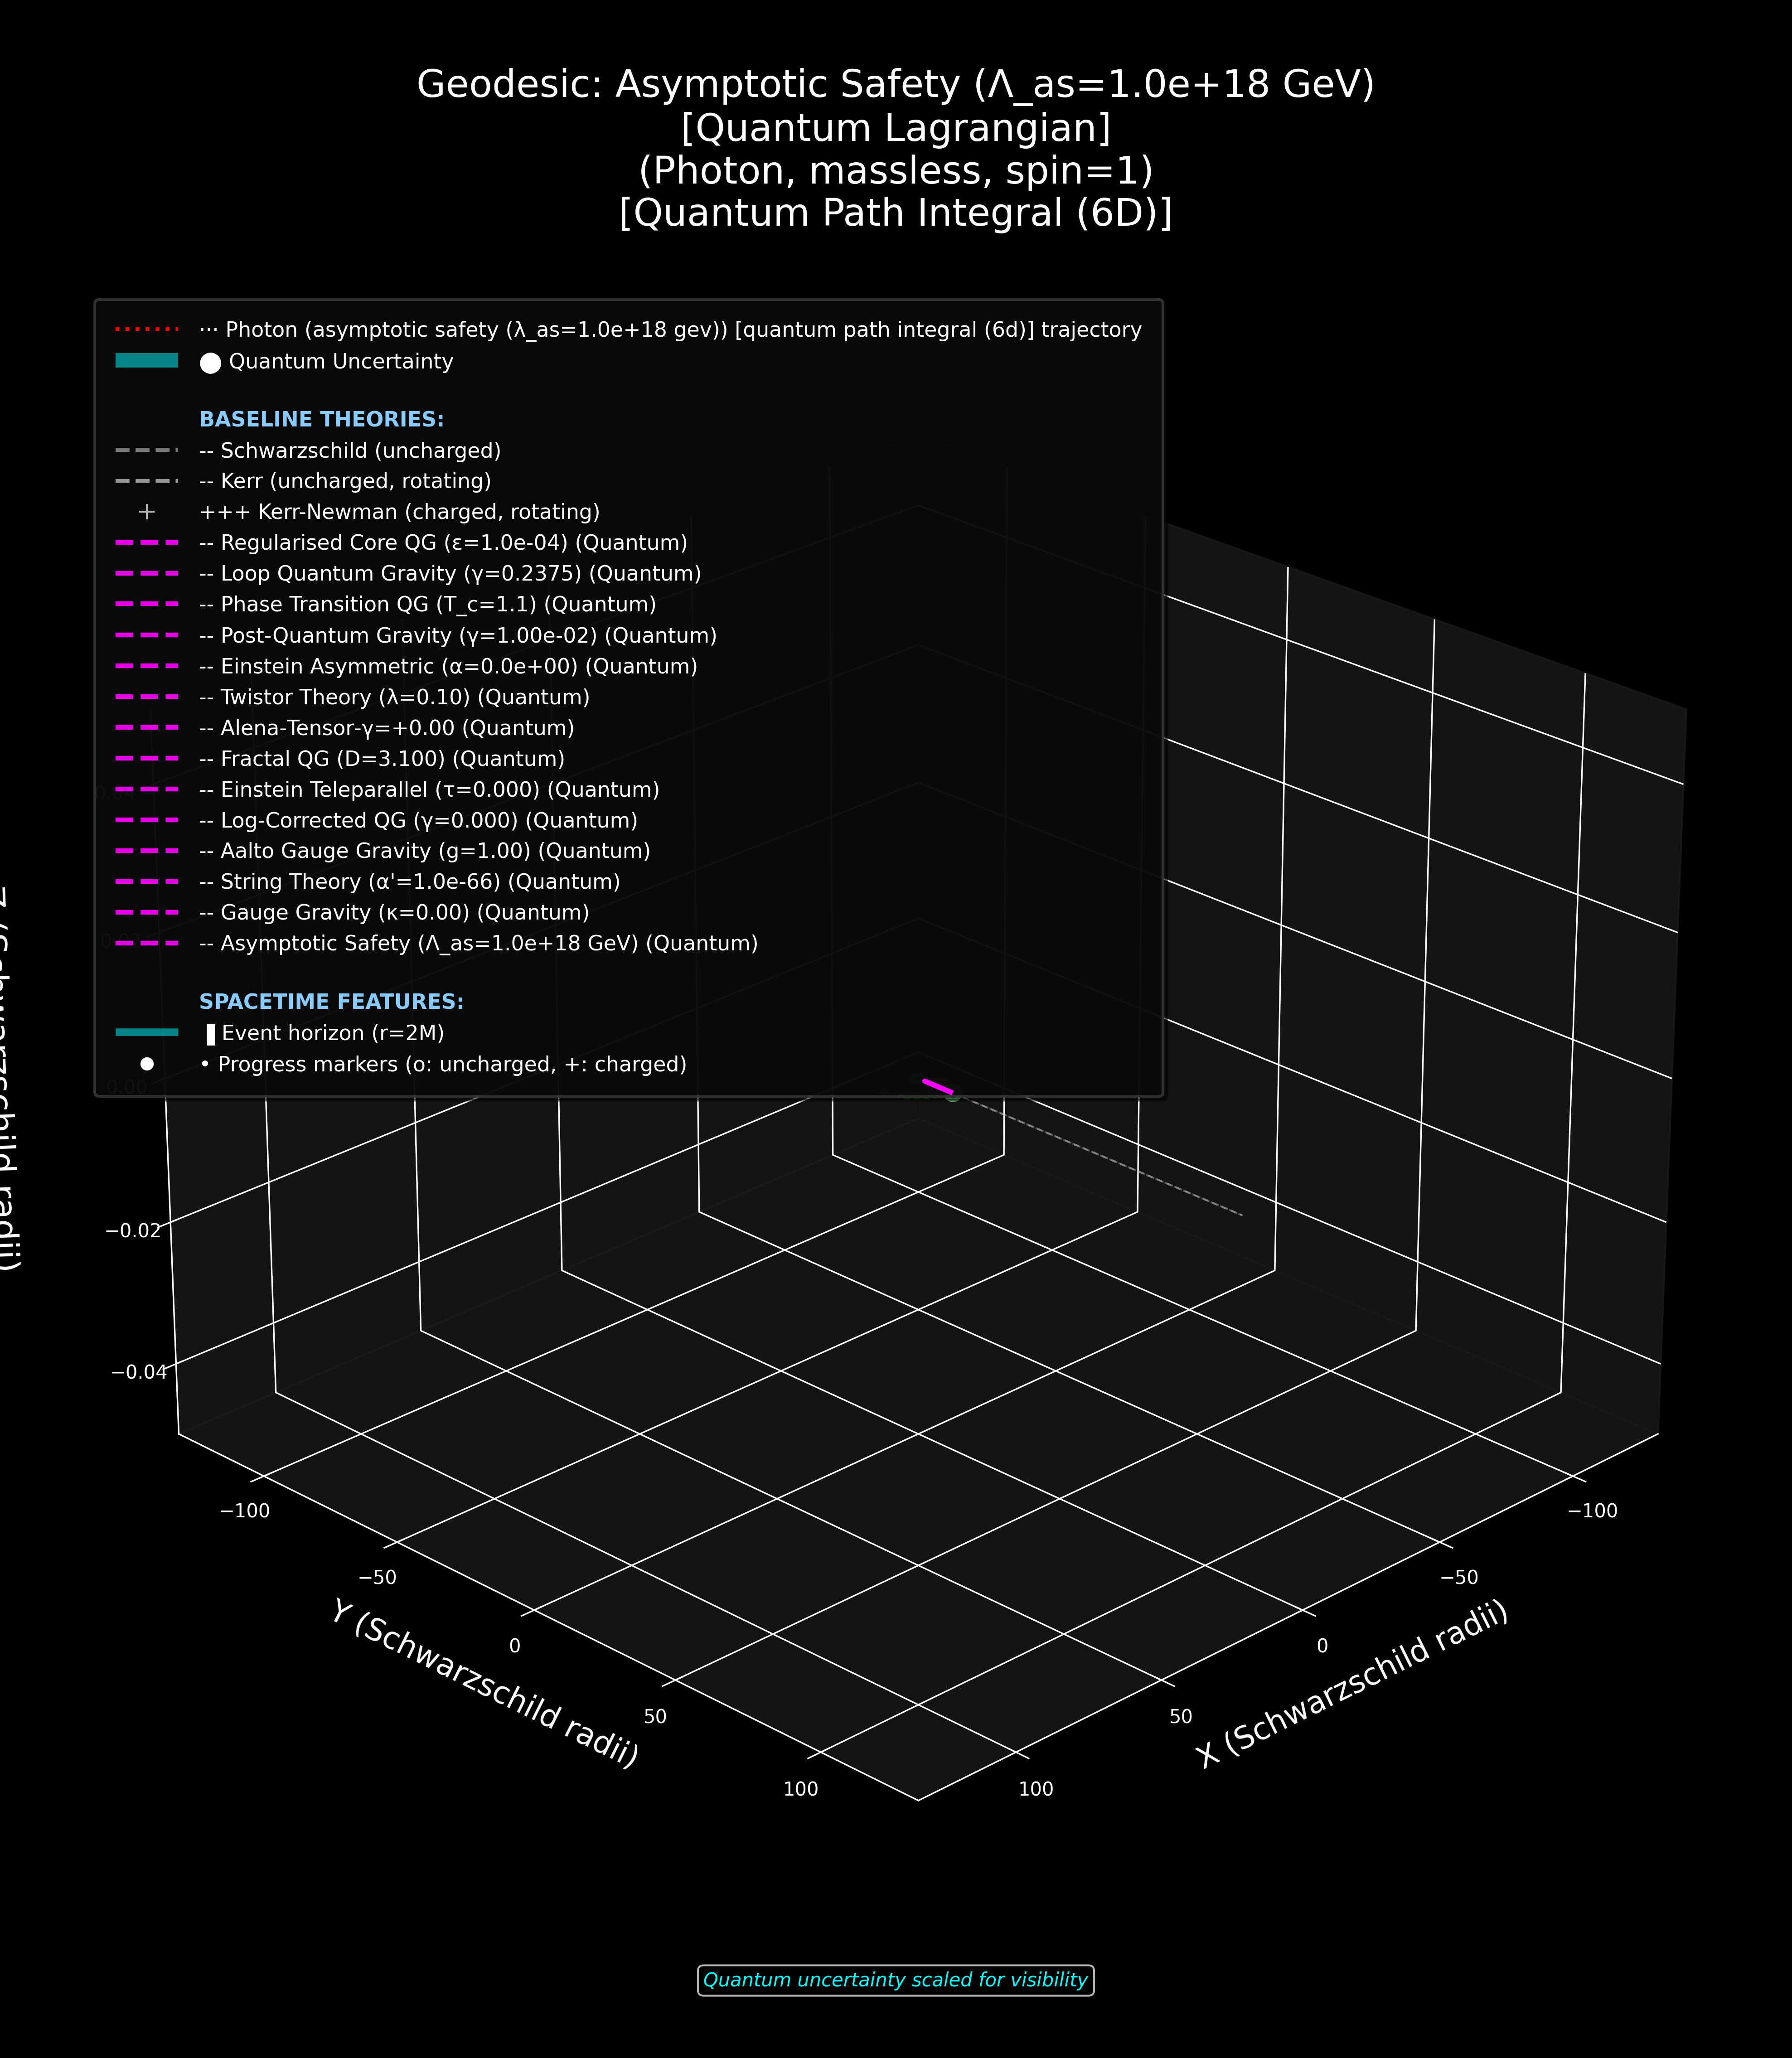 Geodesic: Asymptotic Safety (Λ_as=1.0e+18 GeV)
[Quantum Lagrangian]
(Photon, massless, spin=1)
[Quantum Path Integral (6D)]
··· Photon (asymptotic safety (λ_as=1.0e+18 gev)) [quantum path integral (6d)] trajectory
● Quantum Uncertainty
BASELINE THEORIES:
-- Schwarzschild (uncharged)
-- Kerr (uncharged, rotating)
+++ Kerr-Newman (charged, rotating)
-- Regularised Core QG (ε=1.0e-04) (Quantum)
-- Loop Quantum Gravity (γ=0.2375) (Quantum)
-- Phase Transition QG (T_c=1.1) (Quantum)
-- Post-Quantum Gravity (γ=1.00e-02) (Quantum)
-- Einstein Asymmetric (α=0.0e+00) (Quantum)
-- Twistor Theory (λ=0.10) (Quantum)
-- Alena-Tensor-γ=+0.00 (Quantum)
-- Fractal QG (D=3.100) (Quantum)
-- Einstein Teleparallel (τ=0.000) (Quantum)
-- Log-Corrected QG (γ=0.000) (Quantum)
-- Aalto Gauge Gravity (g=1.00) (Quantum)
-- String Theory (α'=1.0e-66) (Quantum)
-- Gauge Gravity (κ=0.00) (Quantum)
-- Asymptotic Safety (Λ_as=1.0e+18 GeV) (Quantum)
SPACETIME FEATURES:
▐ Event horizon (r=2M)
• Progress markers (o: uncharged, +: charged)
0.00
−0.02
−0.04
Z (Schwarzschild radii)
−100
−50
0
50
100
Y (Schwarzschild radii)
−100
−50
0
50
100
X (Schwarzschild radii)
Quantum uncertainty scaled for visibility